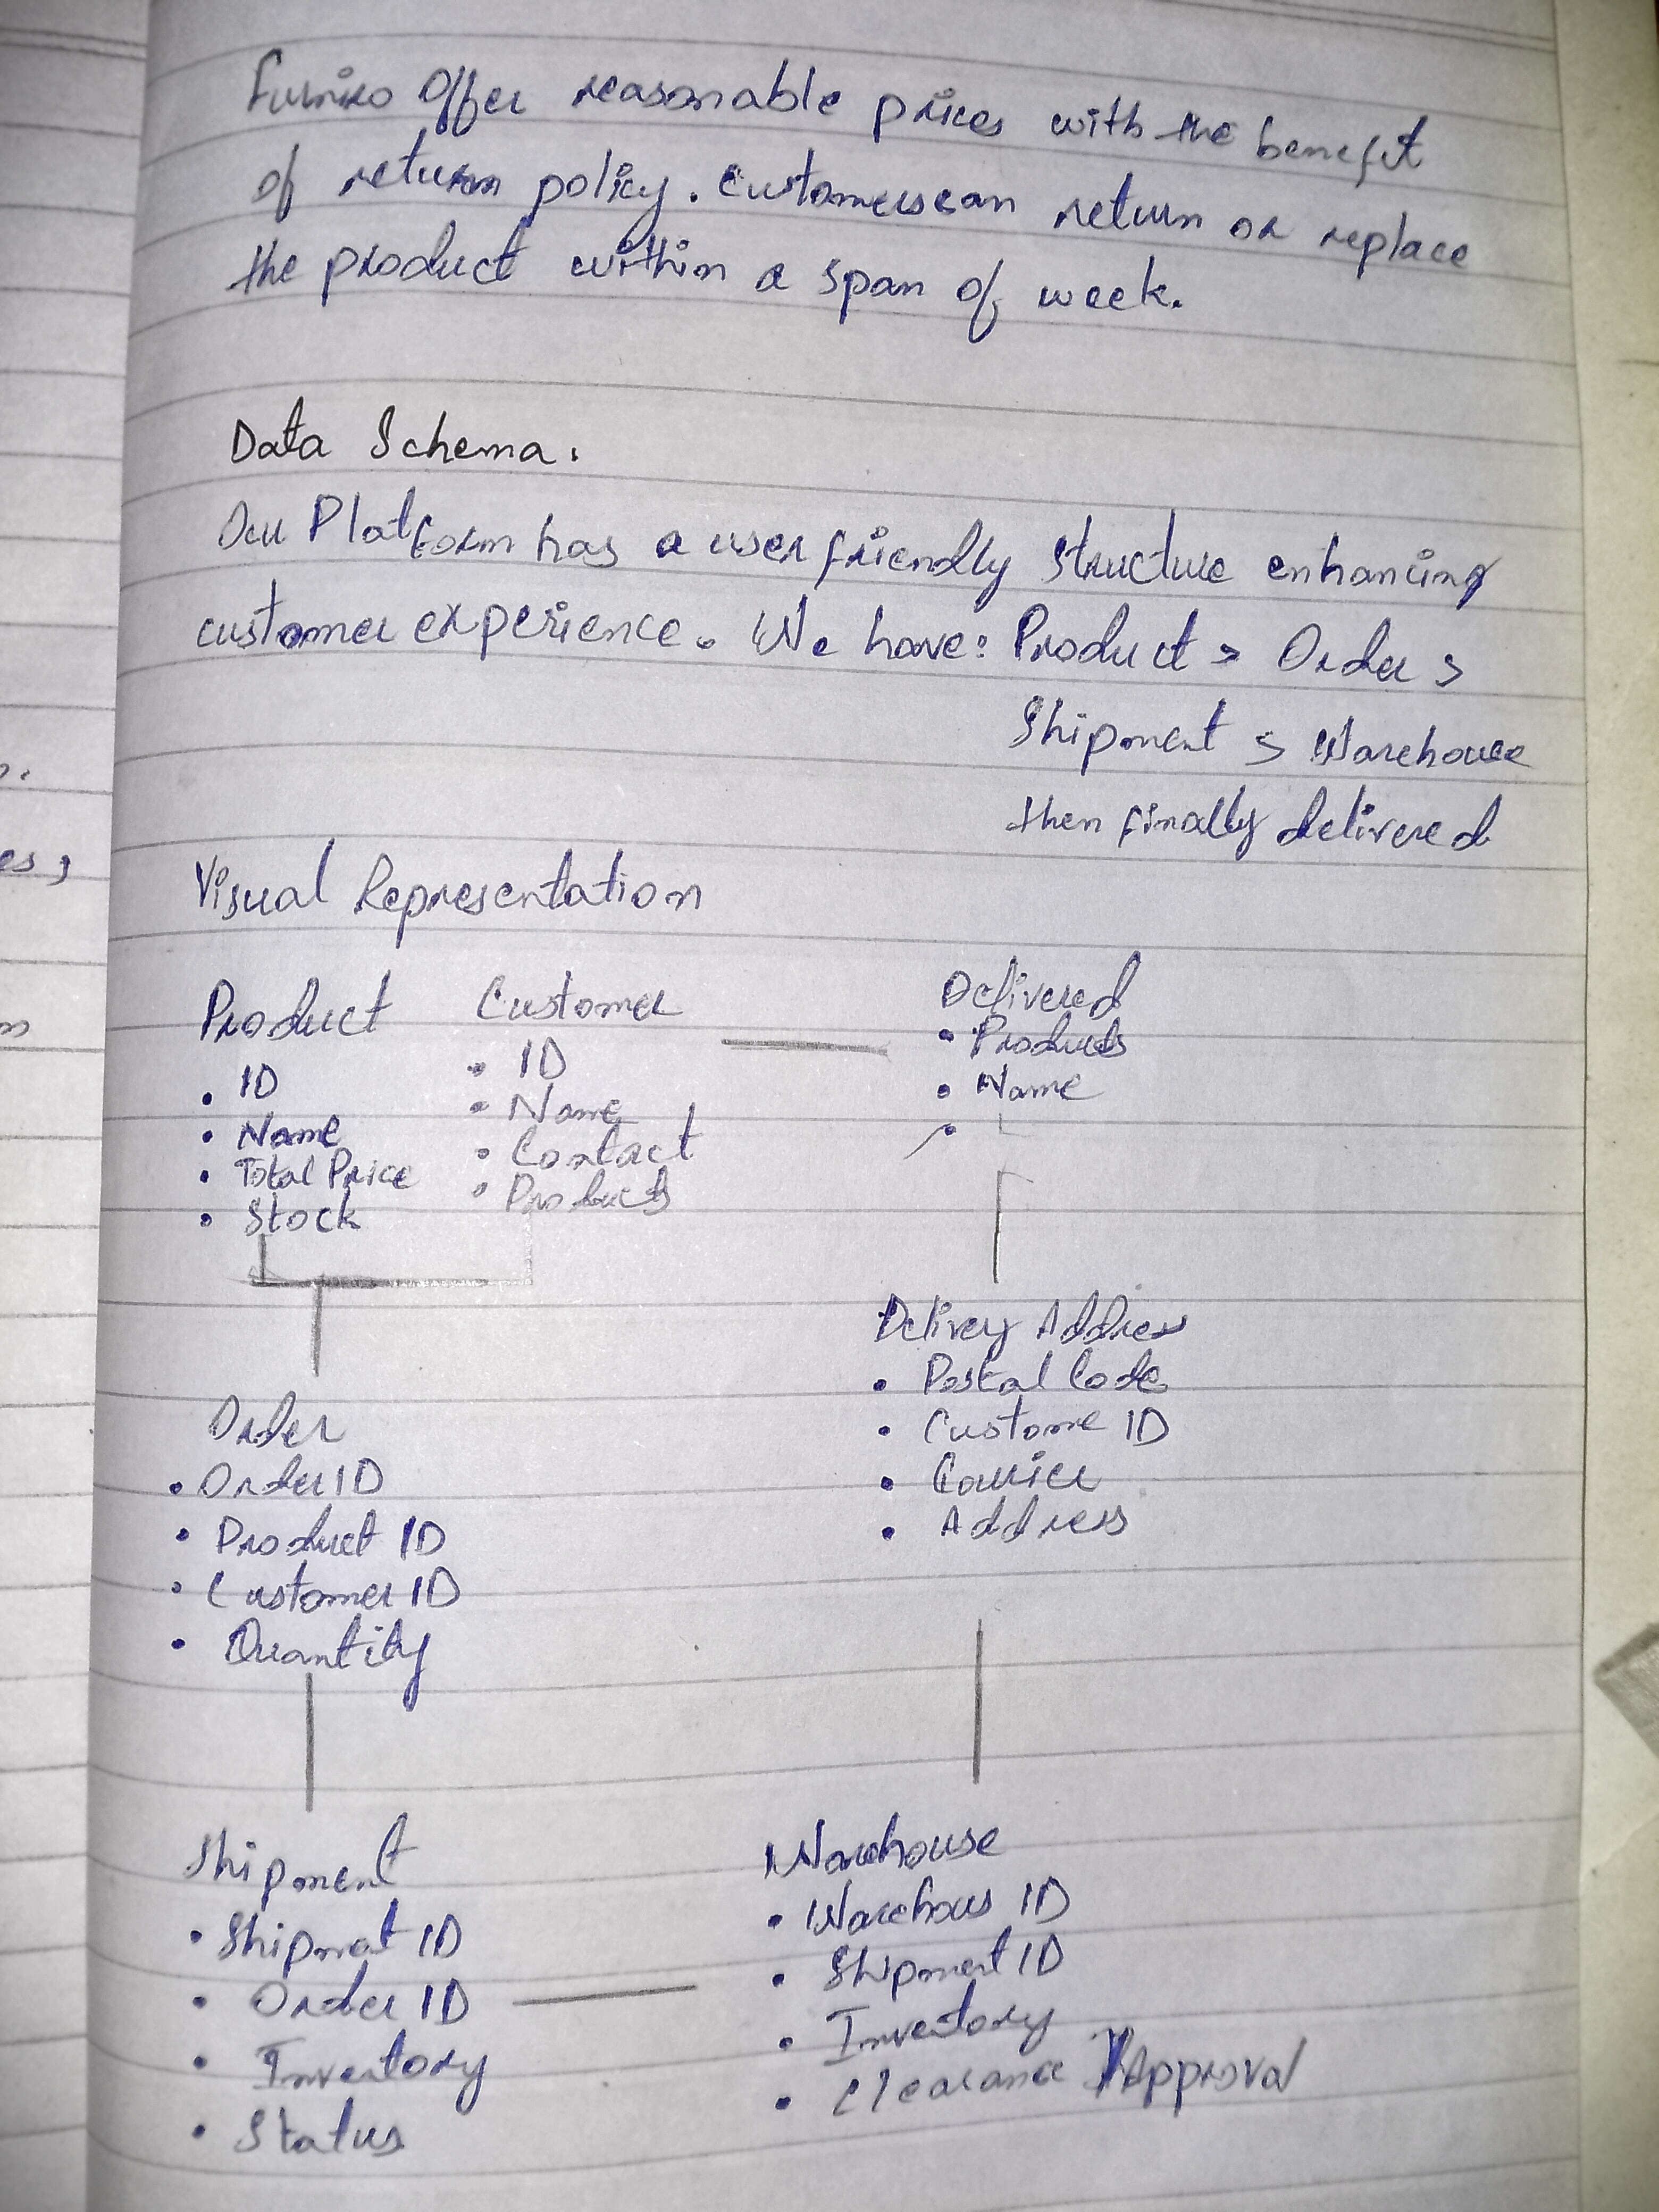 Furniro Offer reasonable prices with the benefit
of return policy. Customers can return or replace
the product within a span of week.
Data Schema.
Our Platform has a user friendly structure enhancing
customer experience. We have: Product > Order >
Shipment > Warehouse
then finally delivered
Visual Representation
Product
• ID
• Name
• Total Price
• Stock
Customer
• ID
• Name
• Contact
• Products
Delivered
• Products
• Name
•
Order
• Order ID
• Product ID
• Customer ID
• Quantity
Delivery Address
• Postal Code
• Custome ID
• Courier
• Address
Shipment
• Shipmat ID
• Order ID
• Inventory
• Status
Warehouse
• Warehous ID
• Shipment ID
• Inventory
• Clearance Approval
es,